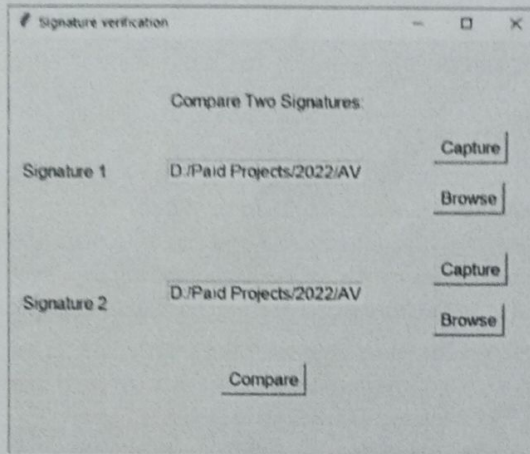 Signature verification
Compare Two Signatures:
Capture
Signature 1 D:/Paid Projects/2022/AV
Browse
Capture
Signature 2 D:/Paid Projects/2022/AV
Browse
Compare